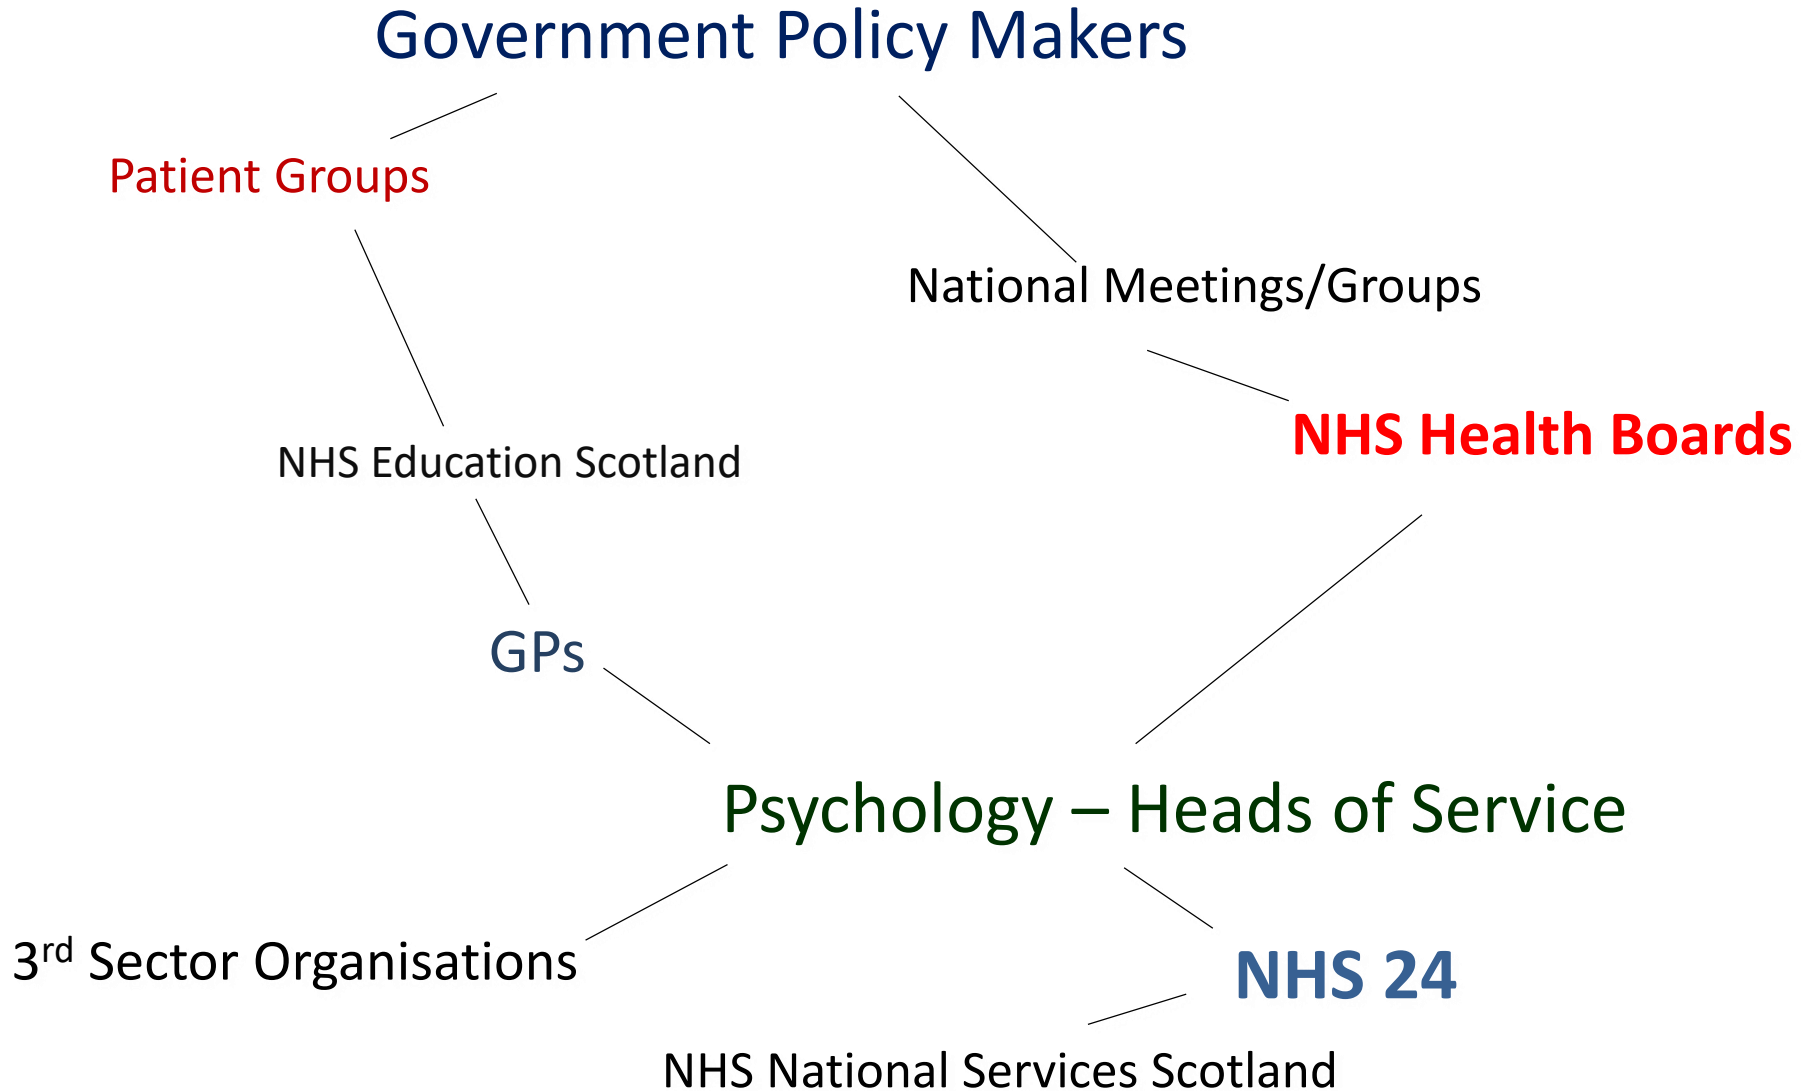 Government Policy Makers
Patient Groups
National Meetings/Groups
NHS Health Boards
NHS Education Scotland
GPs
Psychology – Heads of Service
3rd Sector Organisations
NHS 24
NHS National Services Scotland